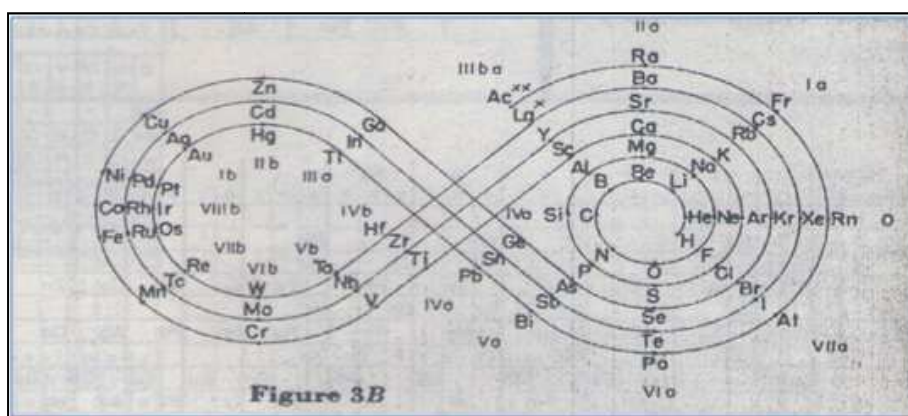 II a
III b a
Ra
I a
Zn
Ba
Ac ××
Fr
La ×
Sr
Cs
Cu
Cd
Ga
Y
Ca
Rb
Ag
Hg
In
Sc
Mg
K
Au
Tl
Al
Be
Na
I b
II b
III a
B
Li
Ni
Pd
Pt
Co
Rh
Ir
VIII b
IV b
IV a
Si
C
He
Ne
Ar
Kr
Xe
Rn
O
Fe
Ru
Os
Hf
Zr
Ge
H
VII b
V b
Ti
Sn
N
F
Re
VI b
Ta
Pb
P
O
Cl
Tc
W
Nb
As
S
Br
Mn
Mo
V
IV a
Sb
Se
I
Cr
Bi
Te
At
V a
Po
VII a
VI a
Figure 3B